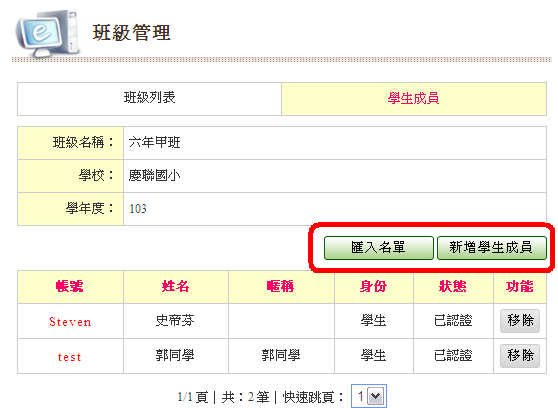 班級管理
班級列表 學生成員
班級名稱： 六年甲班
學校： 慶聯國小
學年度： 103
匯入名單 新增學生成員
帳號 姓名 暱稱 身份 狀態 功能
Steven 史帝芬 學生 已認證 移除
test 郭同學 郭同學 學生 已認證 移除
1/1 頁 | 共：2 筆 | 快速跳頁： 1